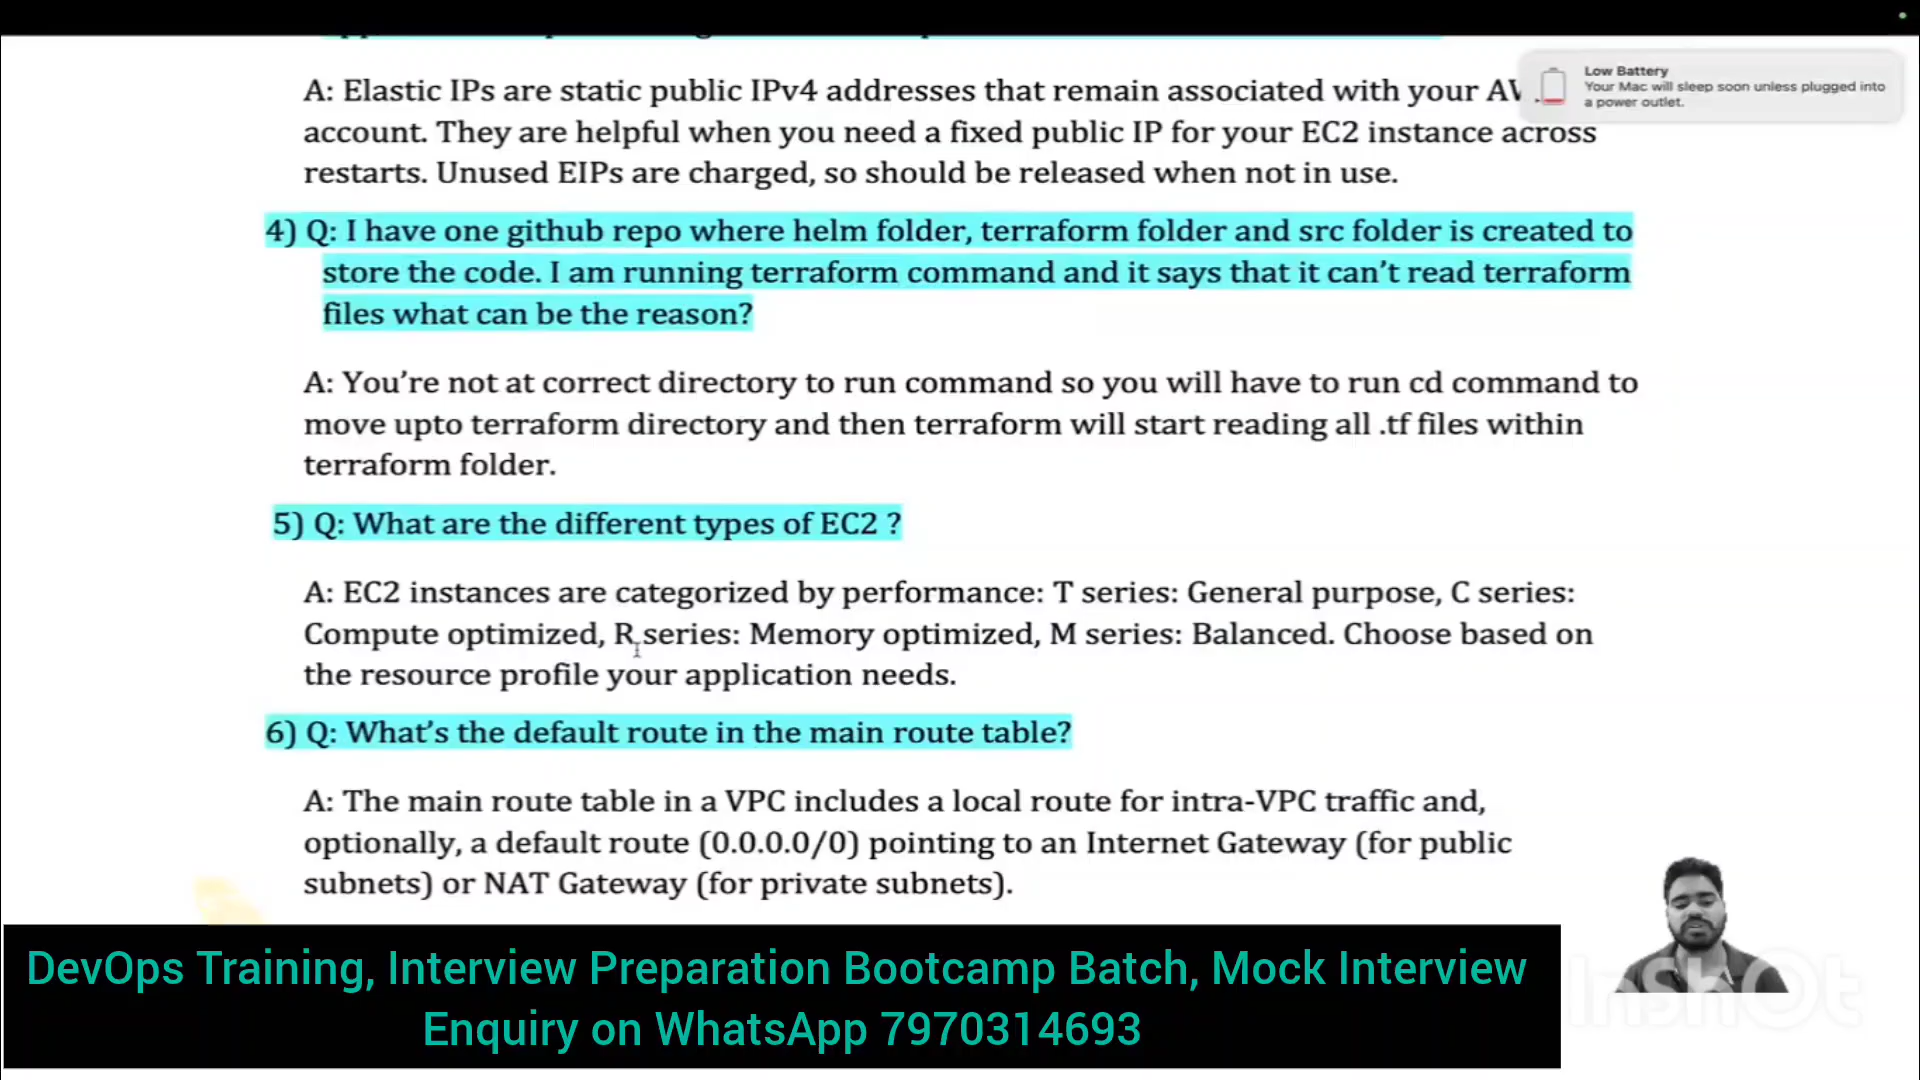 Low Battery
Your Mac will sleep soon unless plugged into
a power outlet.
A: Elastic IPs are static public IPv4 addresses that remain associated with your
account. They are helpful when you need a fixed public IP for your EC2 instance across
restarts. Unused EIPs are charged, so should be released when not in use.
4) Q: I have one github repo where helm folder, terraform folder and src folder is created to
store the code. I am running terraform command and it says that it can't read terraform
files what can be the reason?
A: You're not at correct directory to run command so you will have to run cd command to
move upto terraform directory and then terraform will start reading all .tf files within
terraform folder.
5) Q: What are the different types of EC2 ?
A: EC2 instances are categorized by performance: T series: General purpose, C series:
Compute optimized, R series: Memory optimized, M series: Balanced. Choose based on
the resource profile your application needs.
6) Q: What's the default route in the main route table?
A: The main route table in a VPC includes a local route for intra-VPC traffic and,
optionally, a default route (0.0.0.0/0) pointing to an Internet Gateway (for public
subnets) or NAT Gateway (for private subnets).
DevOps Training, Interview Preparation Bootcamp Batch, Mock Interview
Enquiry on WhatsApp 7970314693
InShOt